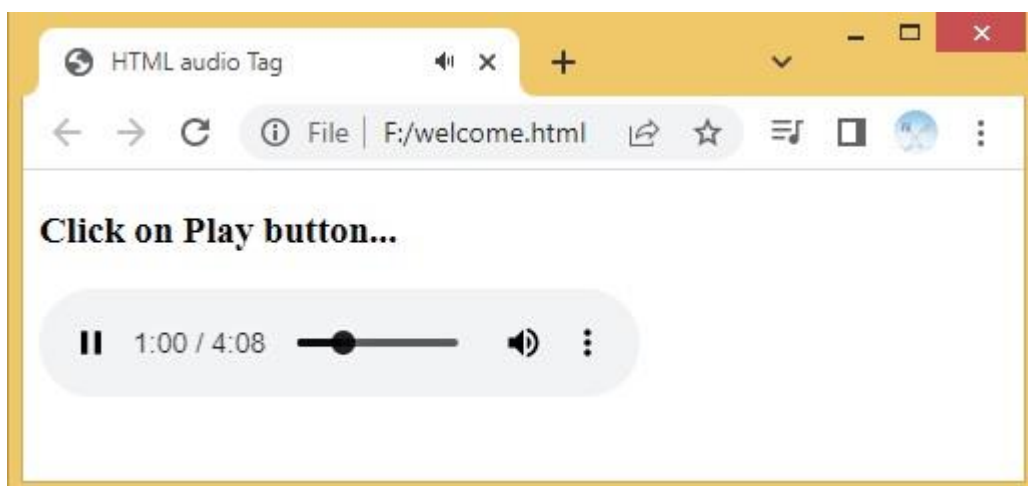 HTML audio Tag
File | F:/welcome.html
Click on Play button...
1:00 / 4:08